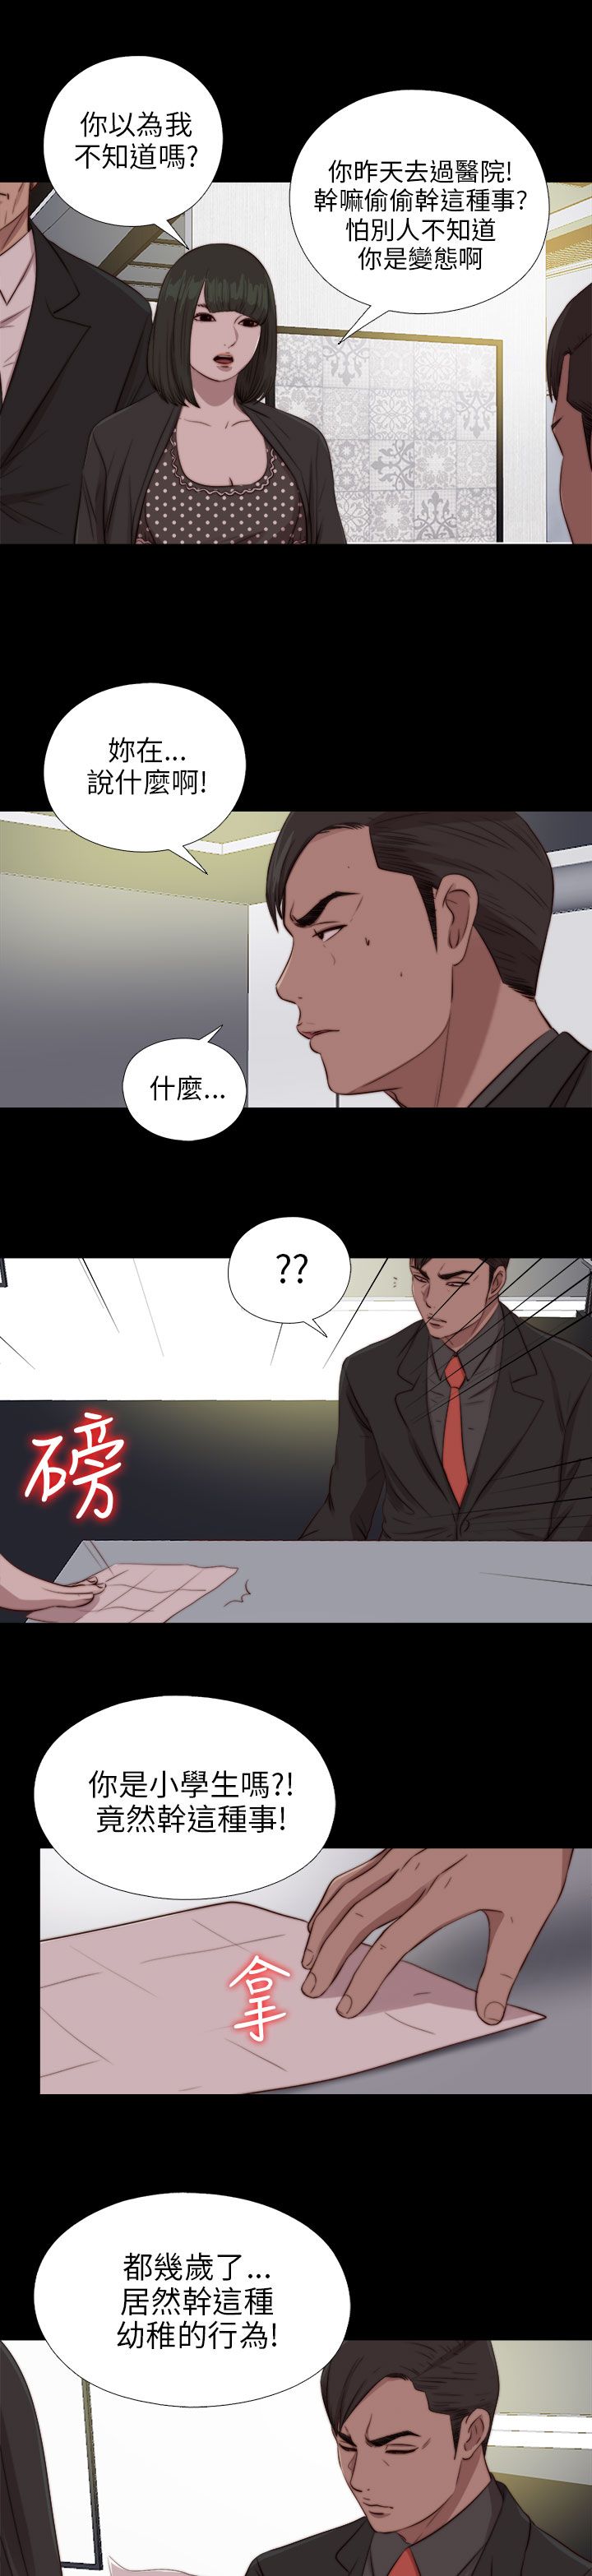 你以為我
不知道嗎?
你昨天去過醫院!
幹嘛偷偷幹這種事?
怕別人不知道
你是變態啊
妳在...
說什麼啊!
什麼...
??
磅
你是小學生嗎?!
竟然幹這種事!
拿
都幾歲了...
居然幹這種
幼稚的行為!